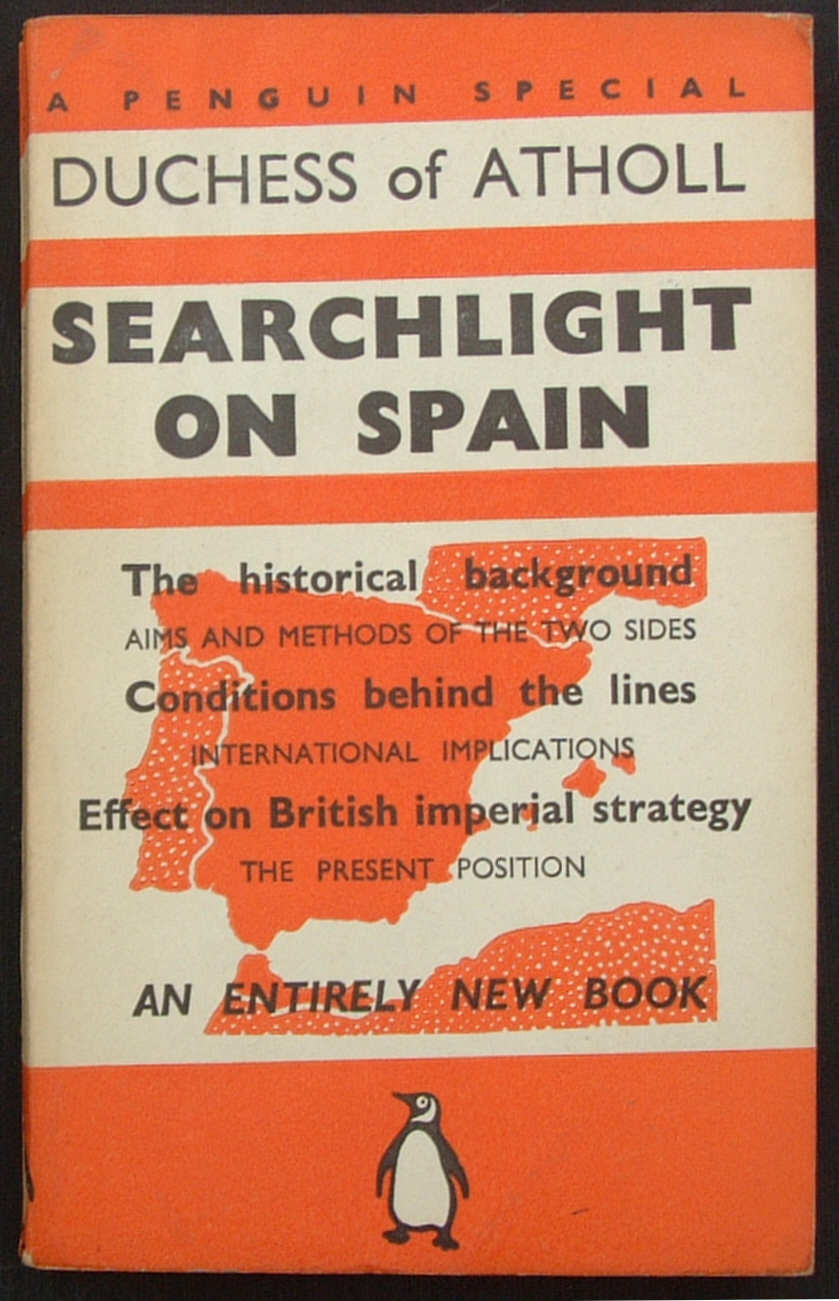 A PENGUIN SPECIAL
DUCHESS of ATHOLL
SEARCHLIGHT
ON SPAIN
The historical background
AIMS AND METHODS OF THE TWO SIDES
Conditions behind the lines
INTERNATIONAL IMPLICATIONS
Effect on British imperial strategy
THE PRESENT POSITION
AN ENTIRELY NEW BOOK